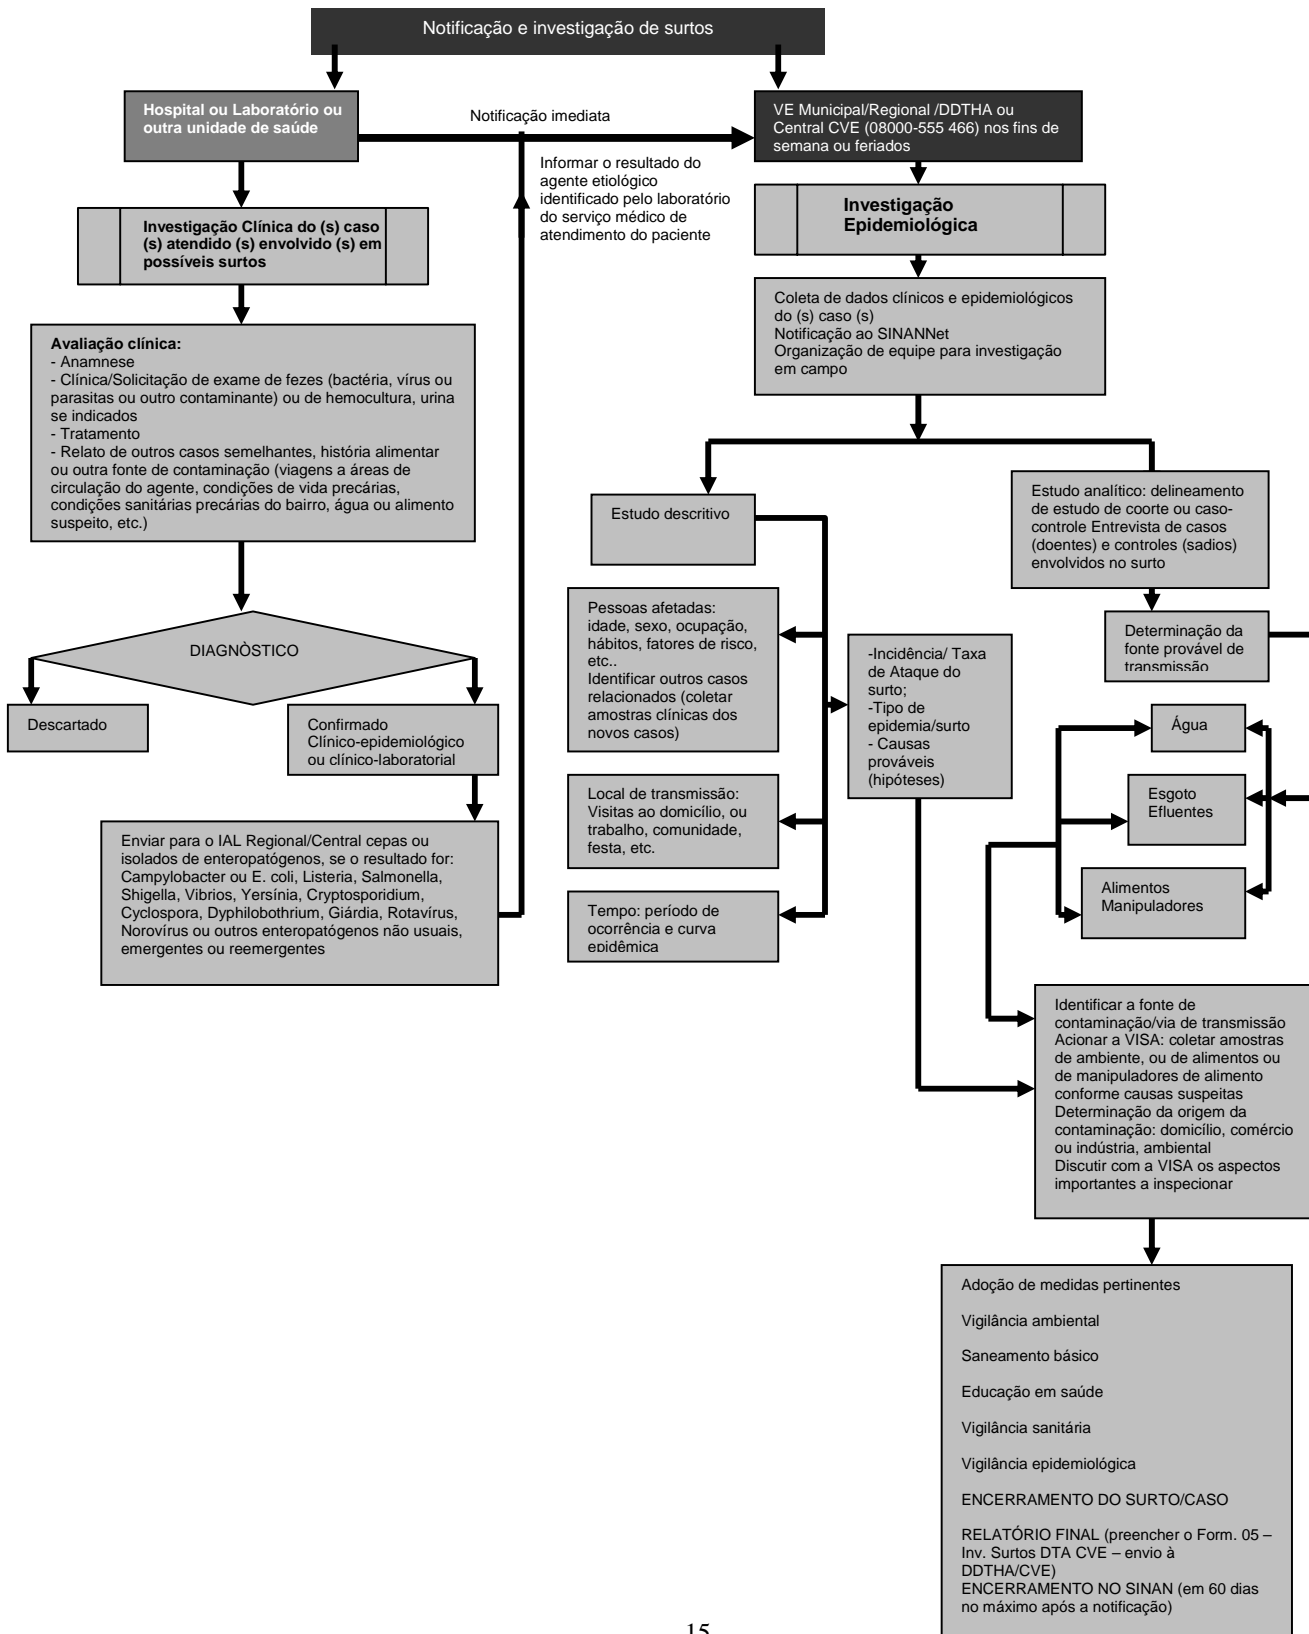 Notificação e investigação de surtos
Hospital ou Laboratório ou
outra unidade de saúde
Notificação imediata
VE Municipal/Regional /DDTHA ou
Central CVE (08000-555 466) nos fins de
semana ou feriados
Informar o resultado do
agente etiológico
identificado pelo laboratório
do serviço médico de
atendimento do paciente
Investigação Clínica do (s) caso
(s) atendido (s) envolvido (s) em
possíveis surtos
Investigação
Epidemiológica
Coleta de dados clínicos e epidemiológicos
do (s) caso (s)
Notificação ao SINANNet
Organização de equipe para investigação
em campo
Avaliação clínica:
- Anamnese
- Clínica/Solicitação de exame de fezes (bactéria, vírus ou
parasitas ou outro contaminante) ou de hemocultura, urina
se indicados
- Tratamento
- Relato de outros casos semelhantes, história alimentar
ou outra fonte de contaminação (viagens a áreas de
circulação do agente, condições de vida precárias,
condições sanitárias precárias do bairro, água ou alimento
suspeito, etc.)
Estudo descritivo
Estudo analítico: delineamento
de estudo de coorte ou caso-
controle Entrevista de casos
(doentes) e controles (sadios)
envolvidos no surto
DIAGNÒSTICO
Descartado
Confirmado
Clínico-epidemiológico
ou clínico-laboratorial
Pessoas afetadas:
idade, sexo, ocupação,
hábitos, fatores de risco,
etc..
Identificar outros casos
relacionados (coletar
amostras clínicas dos
novos casos)
-Incidência/ Taxa
de Ataque do
surto;
-Tipo de
epidemia/surto
- Causas
prováveis
(hipóteses)
Determinação da
fonte provável de
transmissão
Água
Esgoto
Efluentes
Alimentos
Manipuladores
Local de transmissão:
Visitas ao domicílio, ou
trabalho, comunidade,
festa, etc.
Tempo: período de
ocorrência e curva
epidêmica
Enviar para o IAL Regional/Central cepas ou
isolados de enteropatógenos, se o resultado for:
Campylobacter ou E. coli, Listeria, Salmonella,
Shigella, Vibrios, Yersínia, Cryptosporidium,
Cyclospora, Dyphilobothrium, Giárdia, Rotavírus,
Norovírus ou outros enteropatógenos não usuais,
emergentes ou reemergentes
Identificar a fonte de
contaminação/via de transmissão
Acionar a VISA: coletar amostras
de ambiente, ou de alimentos ou
de manipuladores de alimento
conforme causas suspeitas
Determinação da origem da
contaminação: domicílio, comércio
ou indústria, ambiental
Discutir com a VISA os aspectos
importantes a inspecionar
Adoção de medidas pertinentes
Vigilância ambiental
Saneamento básico
Educação em saúde
Vigilância sanitária
Vigilância epidemiológica
ENCERRAMENTO DO SURTO/CASO
RELATÓRIO FINAL (preencher o Form. 05 –
Inv. Surtos DTA CVE – envio à
DDTHA/CVE)
ENCERRAMENTO NO SINAN (em 60 dias
no máximo após a notificação)
15